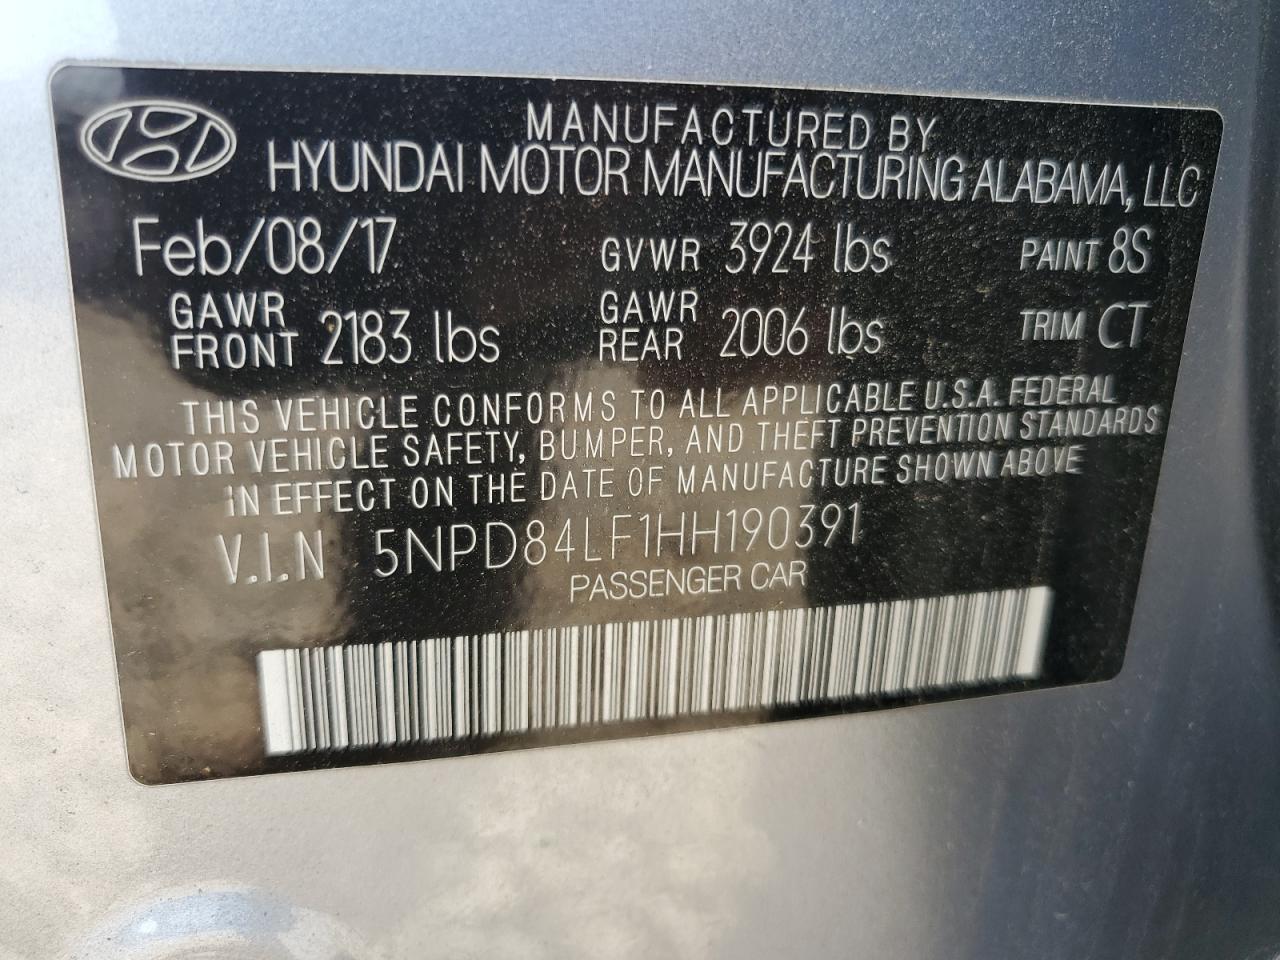 MANUFACTURED BY
HYUNDAI MOTOR MANUFACTURING ALABAMA, LLC
Feb/08/17 GVWR 3924 lbs PAINT 8S
GAWR FRONT 2183 lbs GAWR REAR 2006 lbs TRIM CT
THIS VEHICLE CONFORMS TO ALL APPLICABLE U.S.A. FEDERAL
MOTOR VEHICLE SAFETY, BUMPER, AND THEFT PREVENTION STANDARDS
IN EFFECT ON THE DATE OF MANUFACTURE SHOWN ABOVE
V.I.N 5NPD84LF1HH190391
PASSENGER CAR